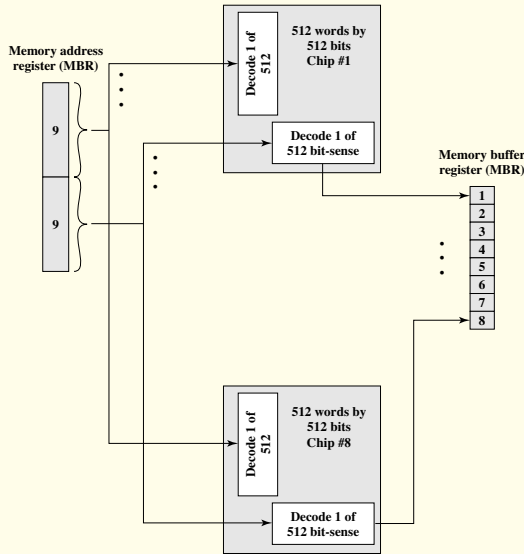 Memory address
register (MBR)
9
9
Decode 1 of
512
512 words by
512 bits
Chip #1
Decode 1 of
512 bit-sense
Memory buffer
register (MBR)
1
2
3
4
5
6
7
8
Decode 1 of
512
512 words by
512 bits
Chip #8
Decode 1 of
512 bit-sense